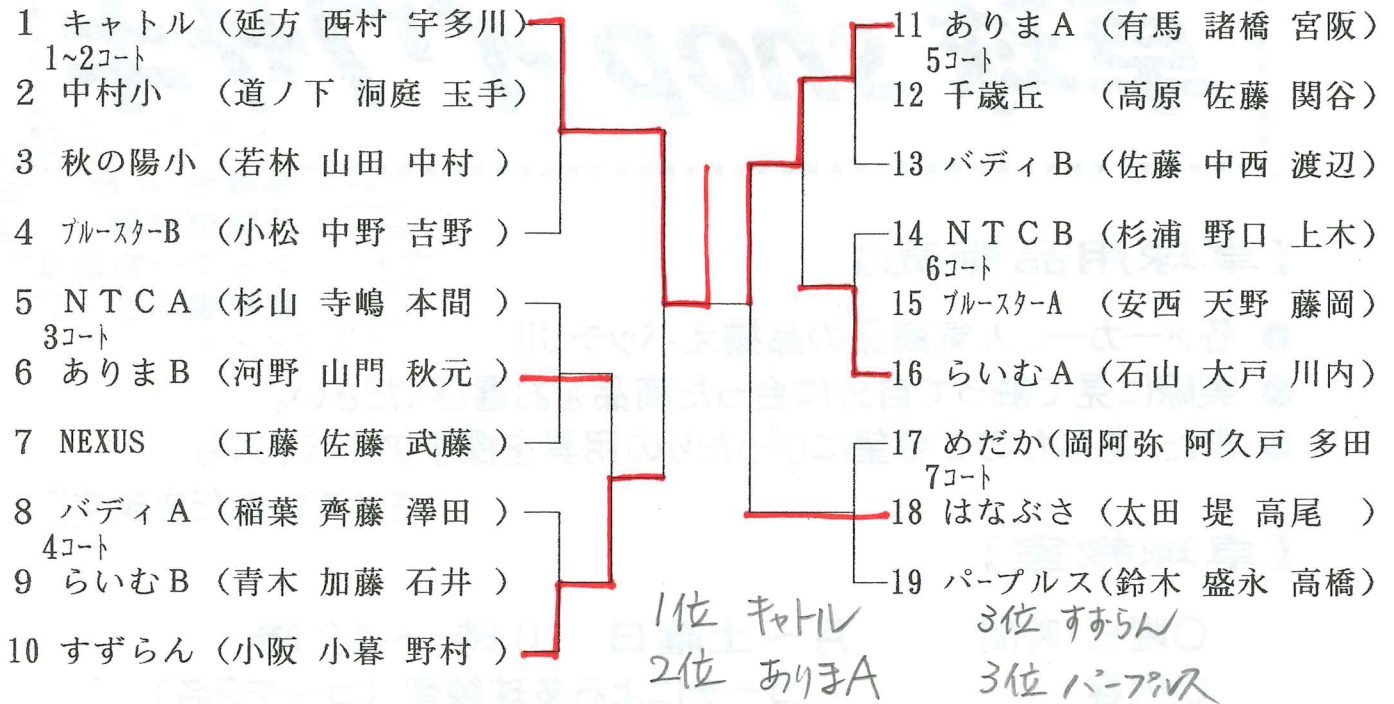 1 キャトル (延方 西村 宇多川)
1~2コート
2 中村小 (道ノ下 洞庭 玉手)
3 秋の陽小 (若林 山田 中村 )
4 ブルースターB (小松 中野 吉野 )
5 NTCA (杉山 寺嶋 本間 )
3コート
6 ありまB (河野 山門 秋元 )
7 NEXUS (工藤 佐藤 武藤 )
8 バディA (稲葉 齊藤 澤田 )
4コート
9 らいむB (青木 加藤 石井 )
10 すずらん (小阪 小暮 野村 )
11 ありまA (有馬 諸橋 宮阪)
5コート
12 千歳丘 (高原 佐藤 関谷)
13 バディB (佐藤 中西 渡辺)
14 NTCB (杉浦 野口 上木)
6コート
15 ブルースターA (安西 天野 藤岡)
16 らいむA (石山 大戸 川内)
17 めだか(岡阿弥 阿久戸 多田
7コート
18 はなぶさ (太田 堤 高尾 )
19 パープルス(鈴木 盛永 高橋)
1位 キャトル
2位 ありまA
3位 すずらん
3位 パープルス